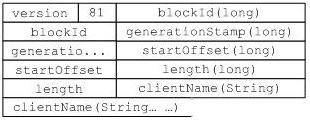 version 81 blockId(long)
blockId generationStamp(long)
generatio... startOffset(long)
startOffset length(long)
length clientName(String)
clientName(String… …)